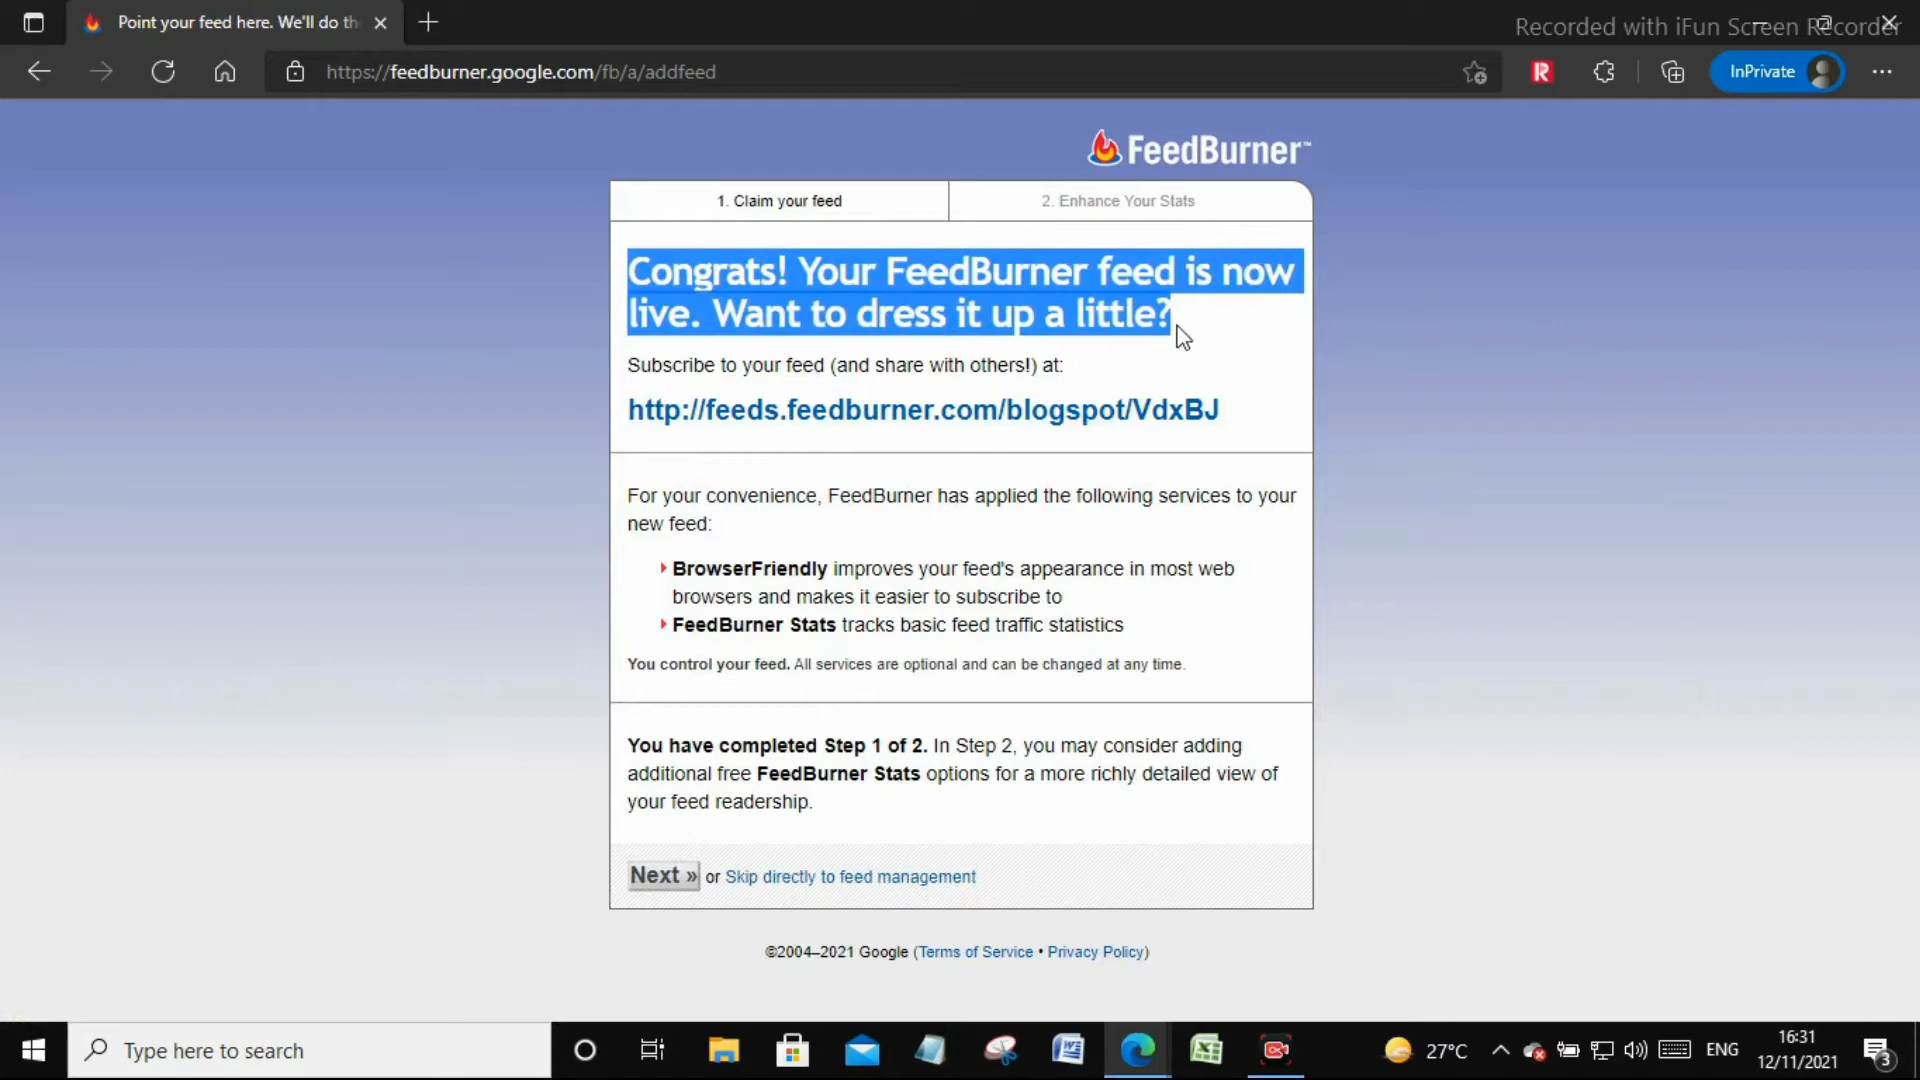 Point your feed here. We'll do th
Recorded with iFun Screen Recorder
https://feedburner.google.com/fb/a/addfeed
InPrivate
FeedBurner™
1. Claim your feed
2. Enhance Your Stats
Congrats! Your FeedBurner feed is now
live. Want to dress it up a little?
Subscribe to your feed (and share with others!) at:
http://feeds.feedburner.com/blogspot/VdxBJ
For your convenience, FeedBurner has applied the following services to your
new feed:
BrowserFriendly improves your feed's appearance in most web
browsers and makes it easier to subscribe to
FeedBurner Stats tracks basic feed traffic statistics
You control your feed. All services are optional and can be changed at any time.
You have completed Step 1 of 2. In Step 2, you may consider adding
additional free FeedBurner Stats options for a more richly detailed view of
your feed readership.
Next » or Skip directly to feed management
©2004–2021 Google (Terms of Service • Privacy Policy)
Type here to search
27°C
ENG
16:31
12/11/2021
3